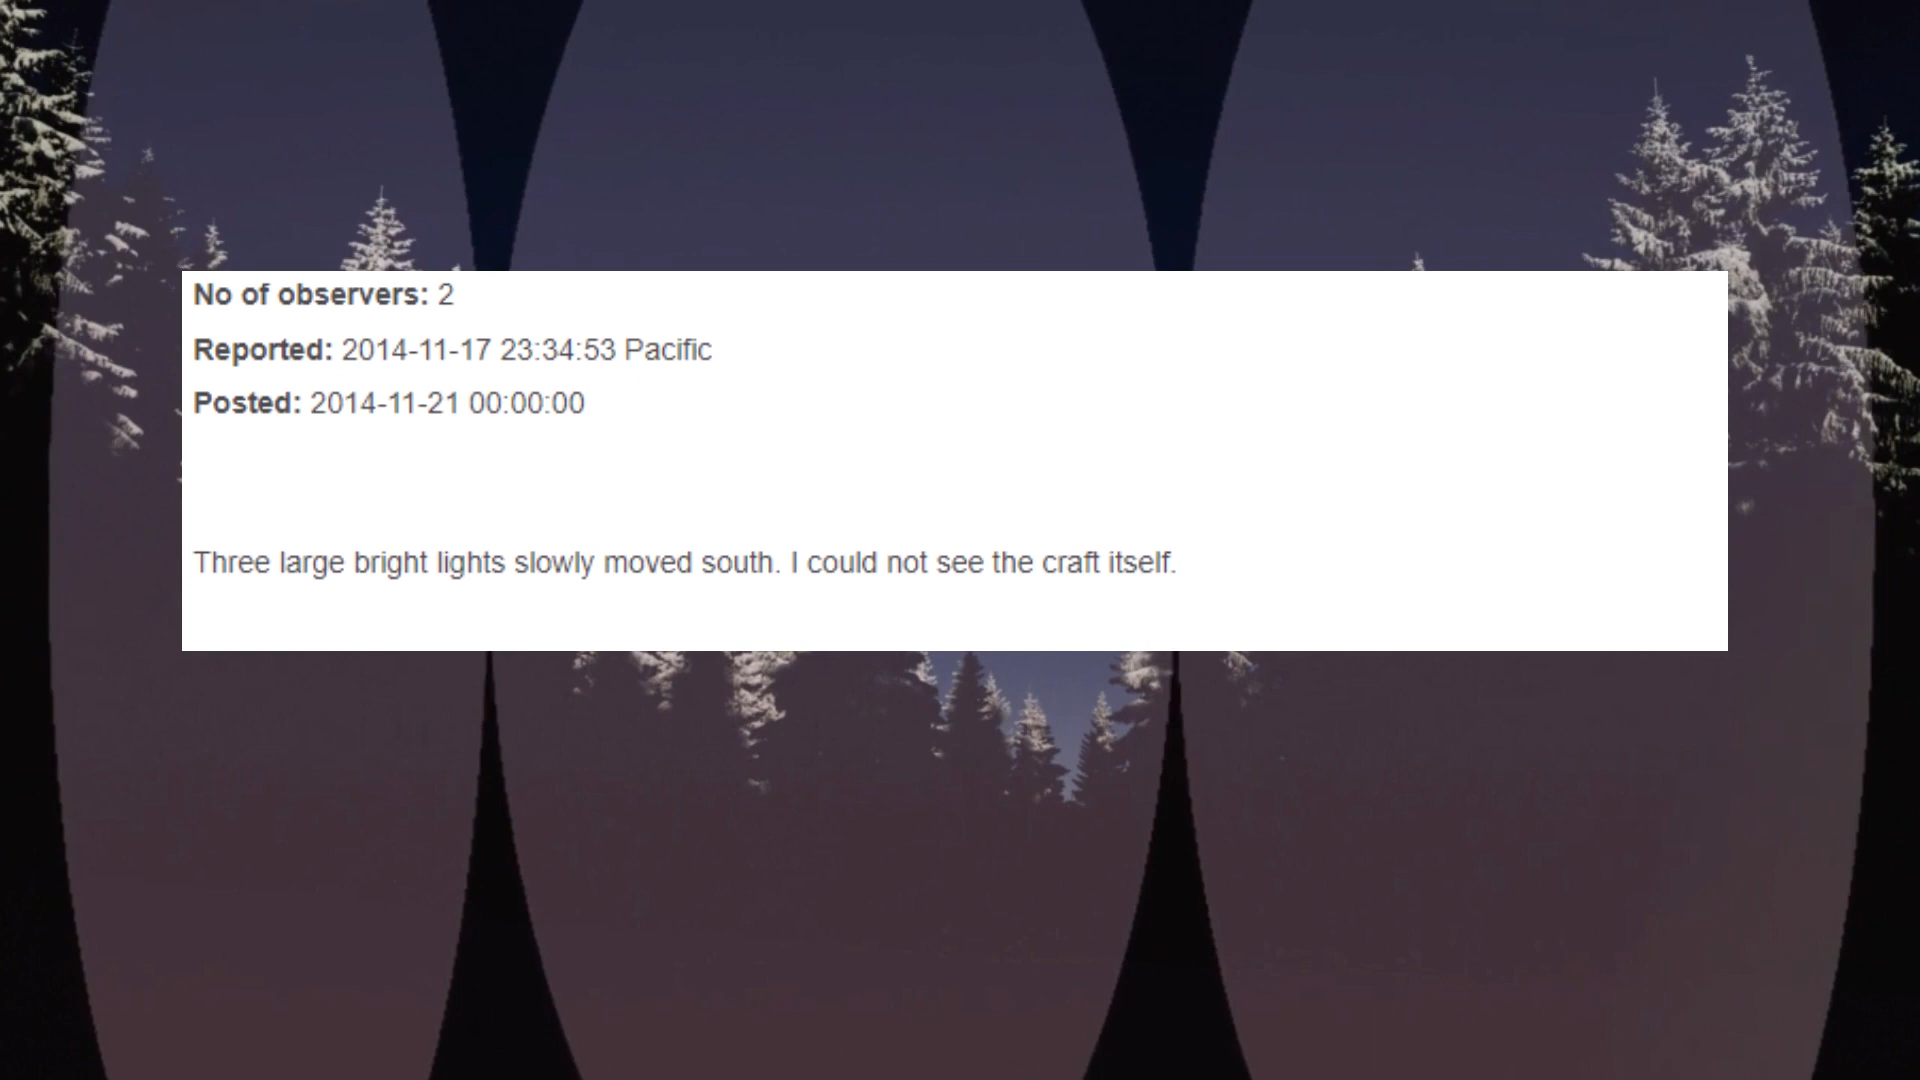 No of observers: 2
Reported: 2014-11-17 23:34:53 Pacific
Posted: 2014-11-21 00:00:00
Three large bright lights slowly moved south. I could not see the craft itself.